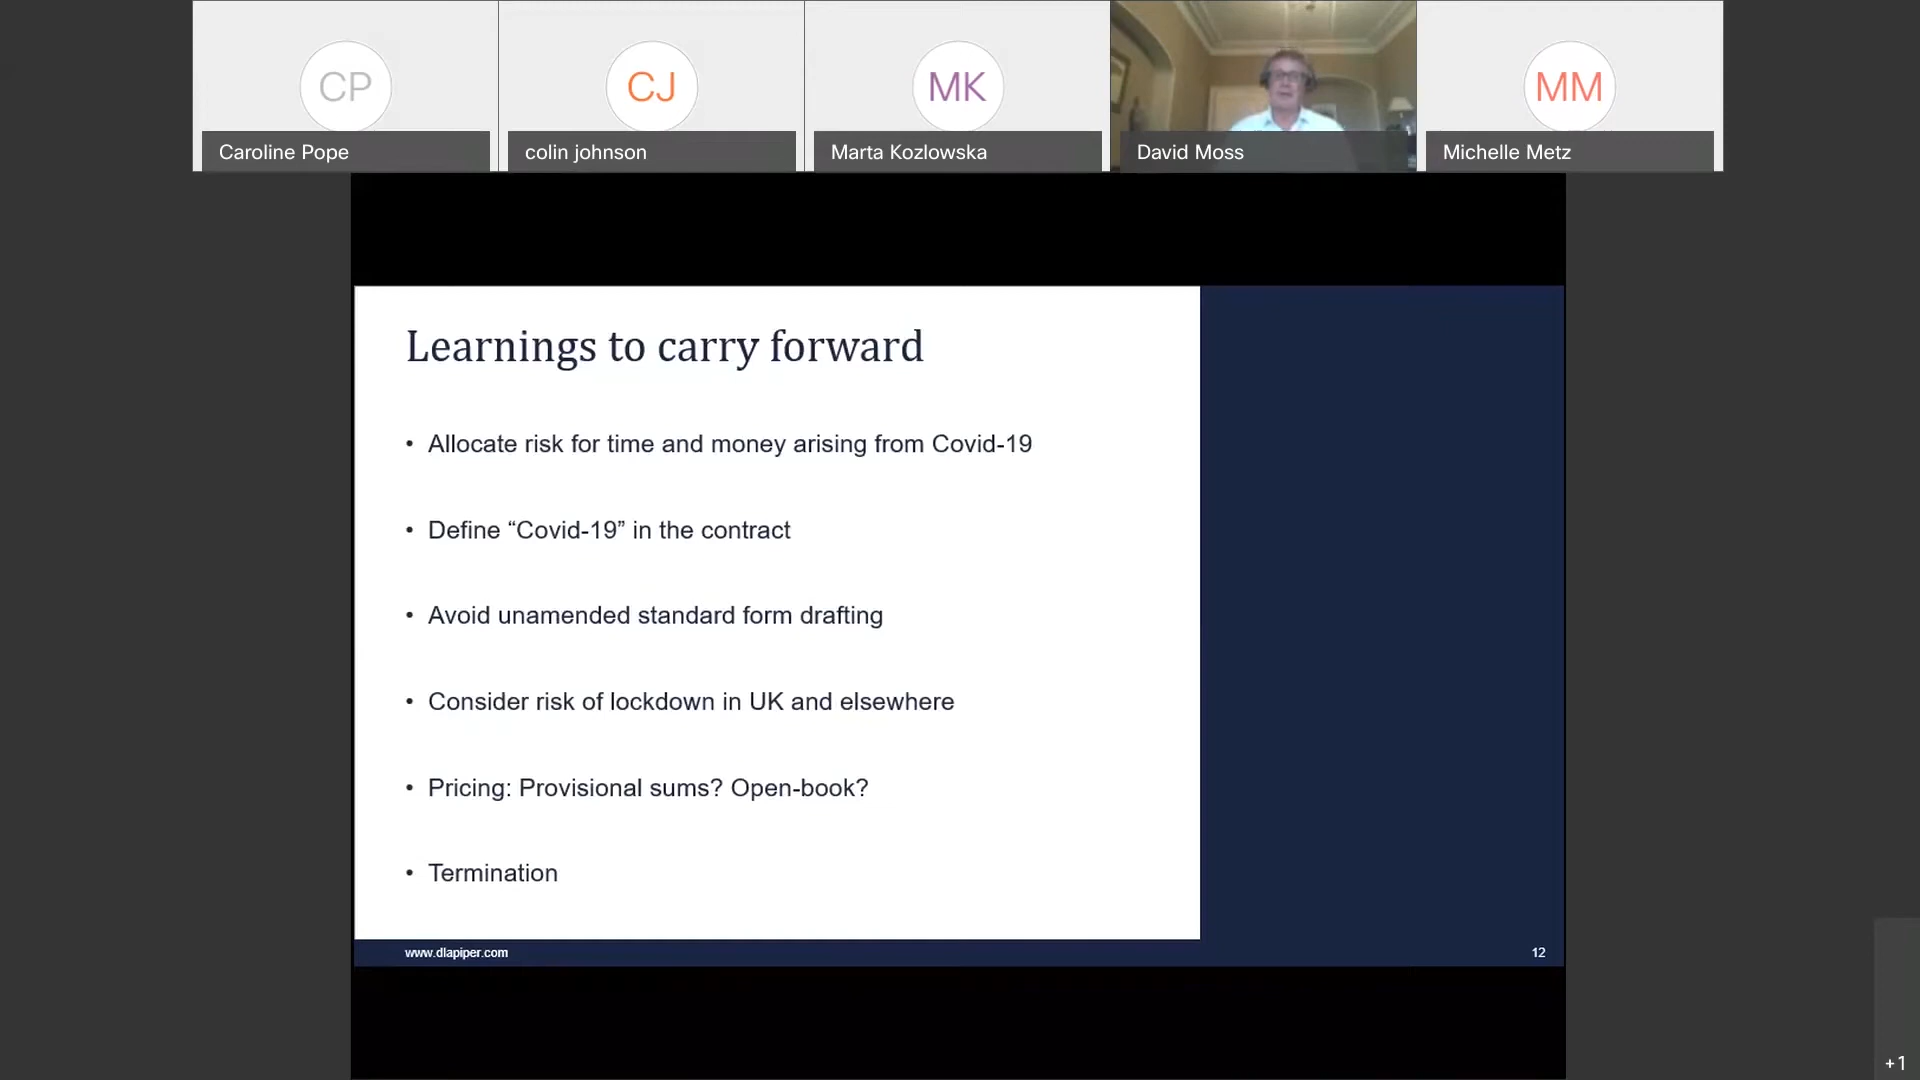 CP
CJ
MK
MM
Caroline Pope
colin johnson
Marta Kozlowska
David Moss
Michelle Metz
Learnings to carry forward
• Allocate risk for time and money arising from Covid-19
• Define “Covid-19” in the contract
• Avoid unamended standard form drafting
• Consider risk of lockdown in UK and elsewhere
• Pricing: Provisional sums? Open-book?
• Termination
www.dlapiper.com
12
+1